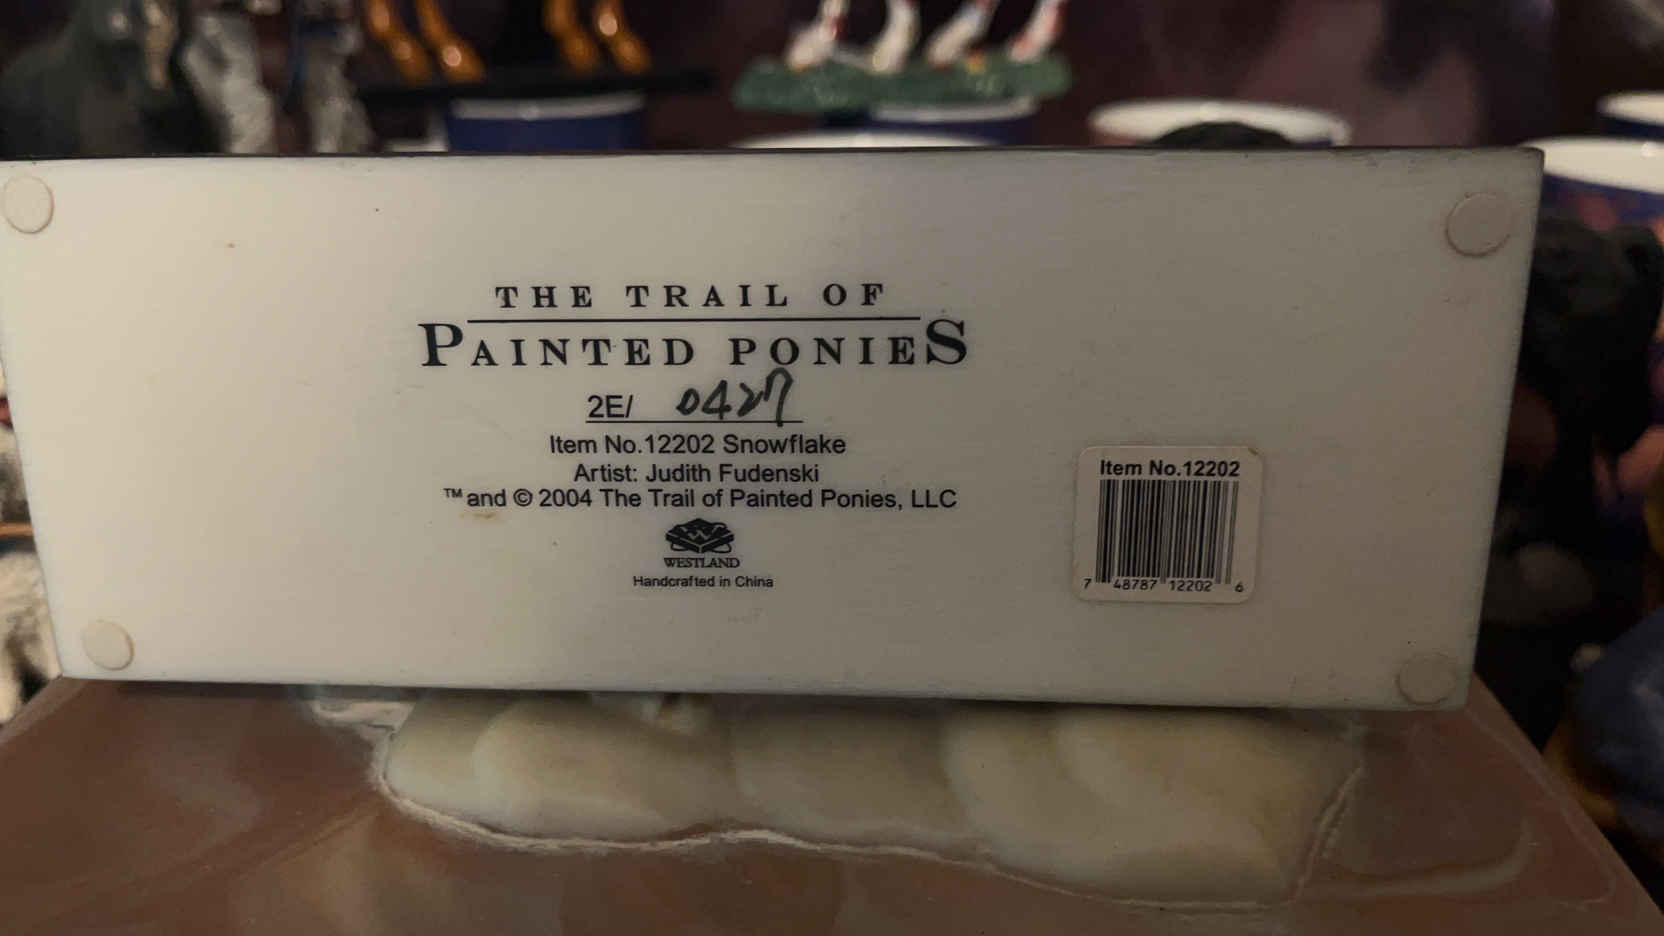 THE TRAIL OF
PAINTED PONIES
2E/ 0427
Item No.12202 Snowflake
Artist: Judith Fudenski
™ and © 2004 The Trail of Painted Ponies, LLC
W
WESTLAND
Handcrafted in China
Item No.12202
7 48787 12202 6